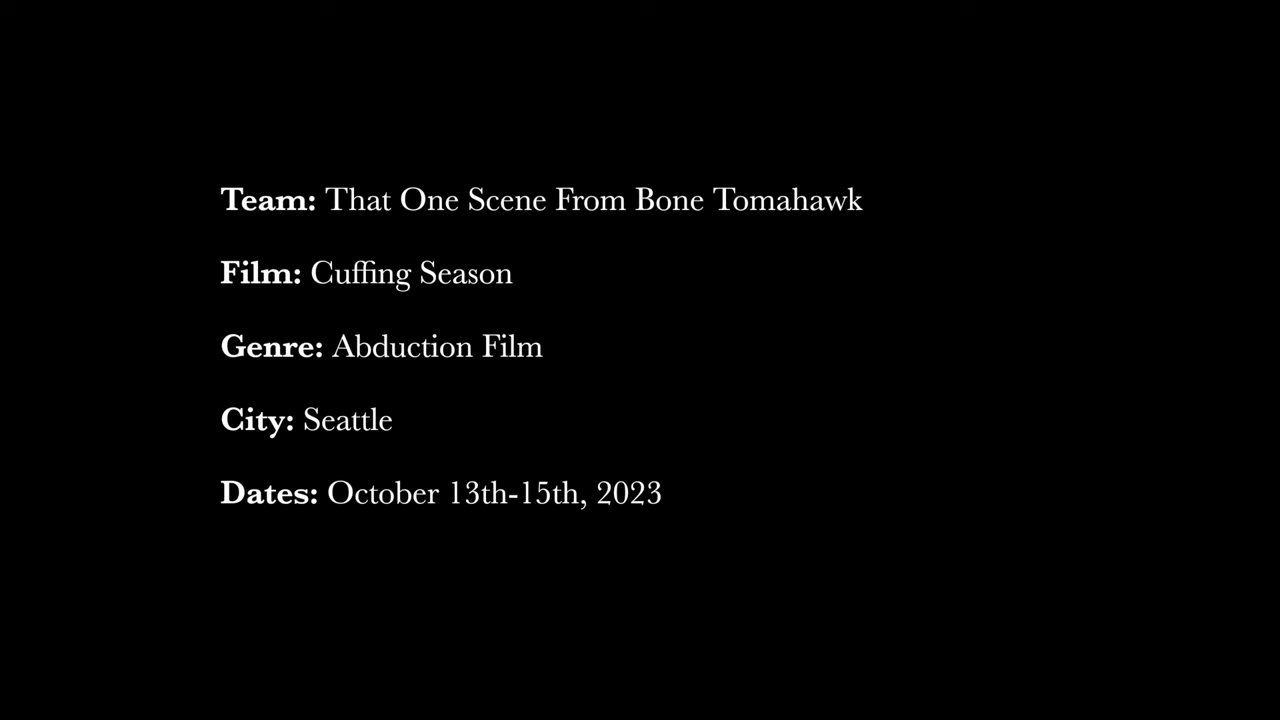 Team: That One Scene From Bone Tomahawk
Film: Cuffing Season
Genre: Abduction Film
City: Seattle
Dates: October 13th-15th, 2023